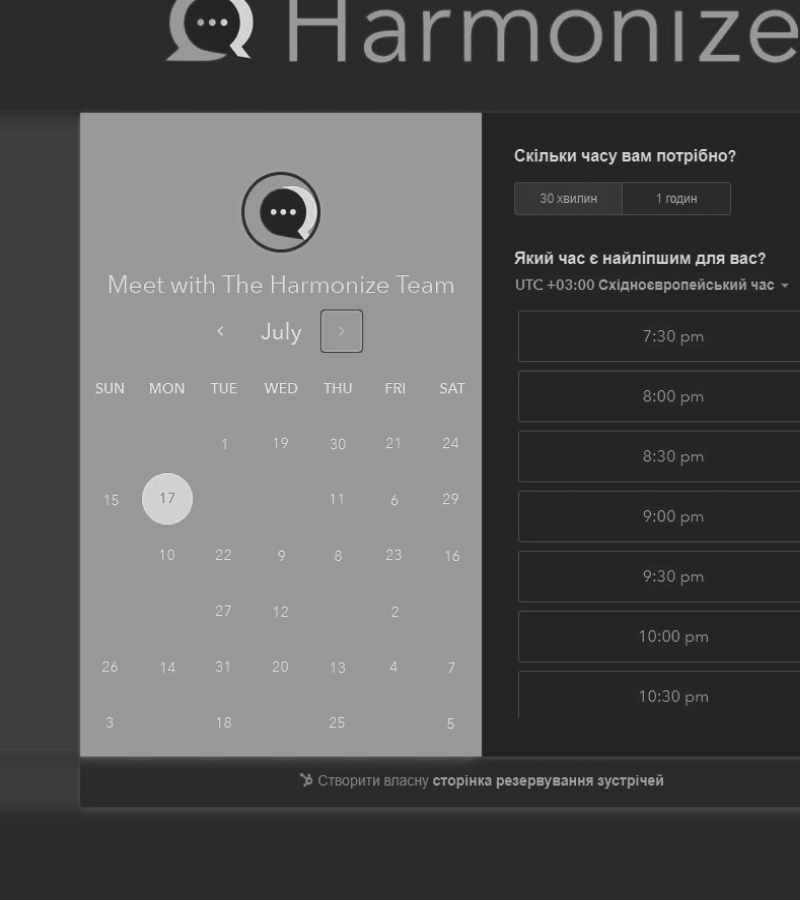 Harmonize
Meet with The Harmonize Team
July
SUN MON TUE WED THU FRI SAT
1 19 30 21 24
15 17 11 6 29
10 22 9 8 23 16
27 12 2
26 14 31 20 13 4 7
3 18 25 5
Скільки часу вам потрібно?
30 хвилин 1 годин
Який час є найліпшим для вас?
UTC +03:00 Східноєвропейський час
7:30 pm
8:00 pm
8:30 pm
9:00 pm
9:30 pm
10:00 pm
10:30 pm
Створити власну сторінка резервування зустрічей